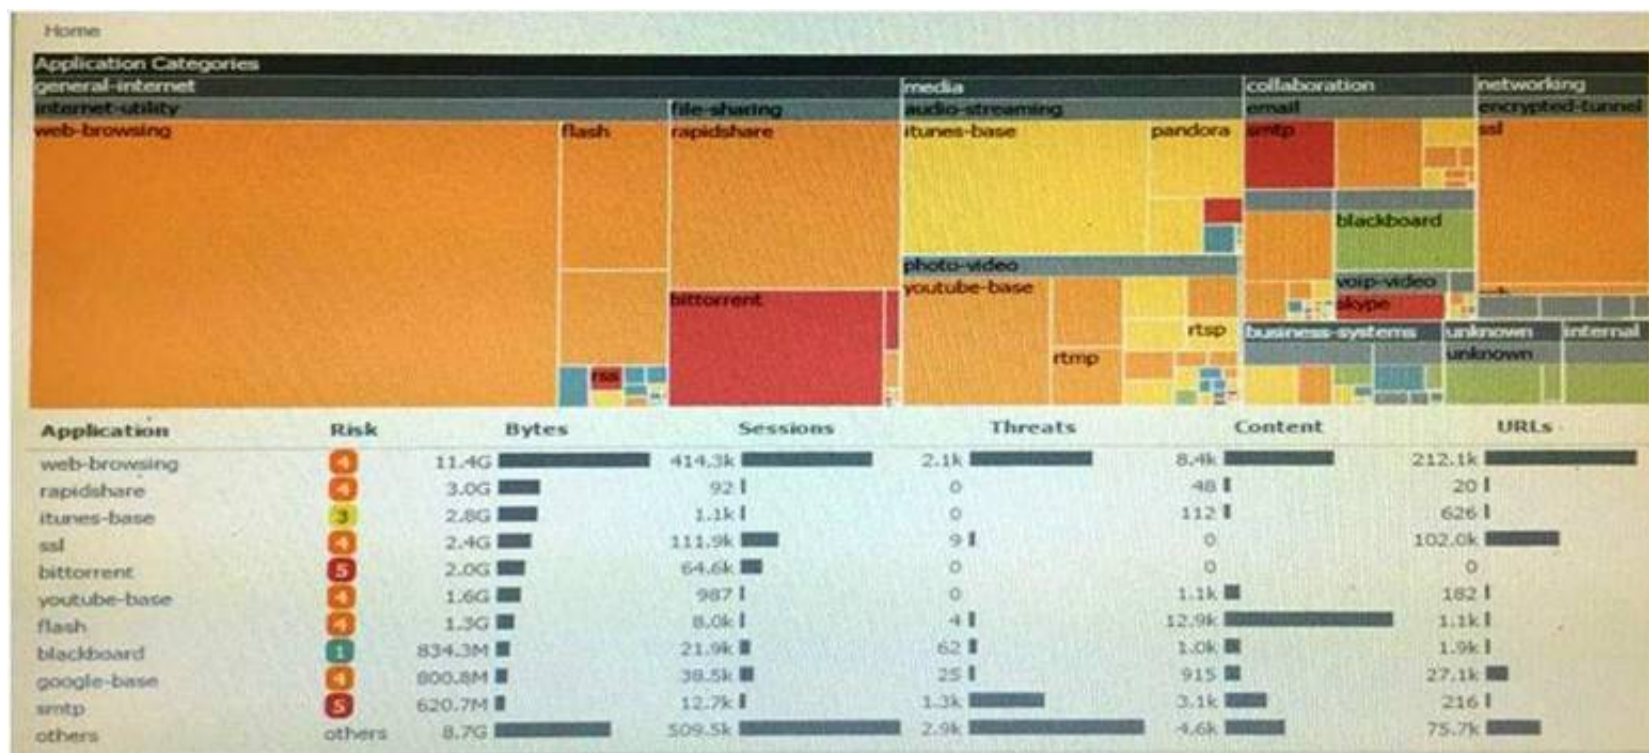 Home
Application Categories
general-internet media collaboration networking
internet-utility file-sharing audio-streaming email encrypted-tunnel
web-browsing flash rapidshare itunes-base pandora smtp ssl
blackboard
photo-video
voip-video
youtube-base
bittorrent skype
rtsp business-systems unknown internal
rtmp unknown
rss
Application Risk Bytes Sessions Threats Content URLs
web-browsing 4 11.4G 414.3k 2.1k 8.4k 212.1k
rapidshare 4 3.0G 92 0 48 20
itunes-base 3 2.8G 1.1k 0 112 626
ssl 4 2.4G 111.9k 9 0 102.0k
bittorrent 5 2.0G 64.6k 0 0 0
youtube-base 4 1.6G 987 0 1.1k 182
flash 4 1.3G 8.0k 4 12.9k 1.1k
blackboard 1 834.3M 21.9k 62 1.0k 1.9k
google-base 4 800.8M 38.5k 25 915 27.1k
smtp 5 620.7M 12.7k 1.3k 3.1k 216
others others 8.7G 509.5k 2.9k 4.6k 75.7k